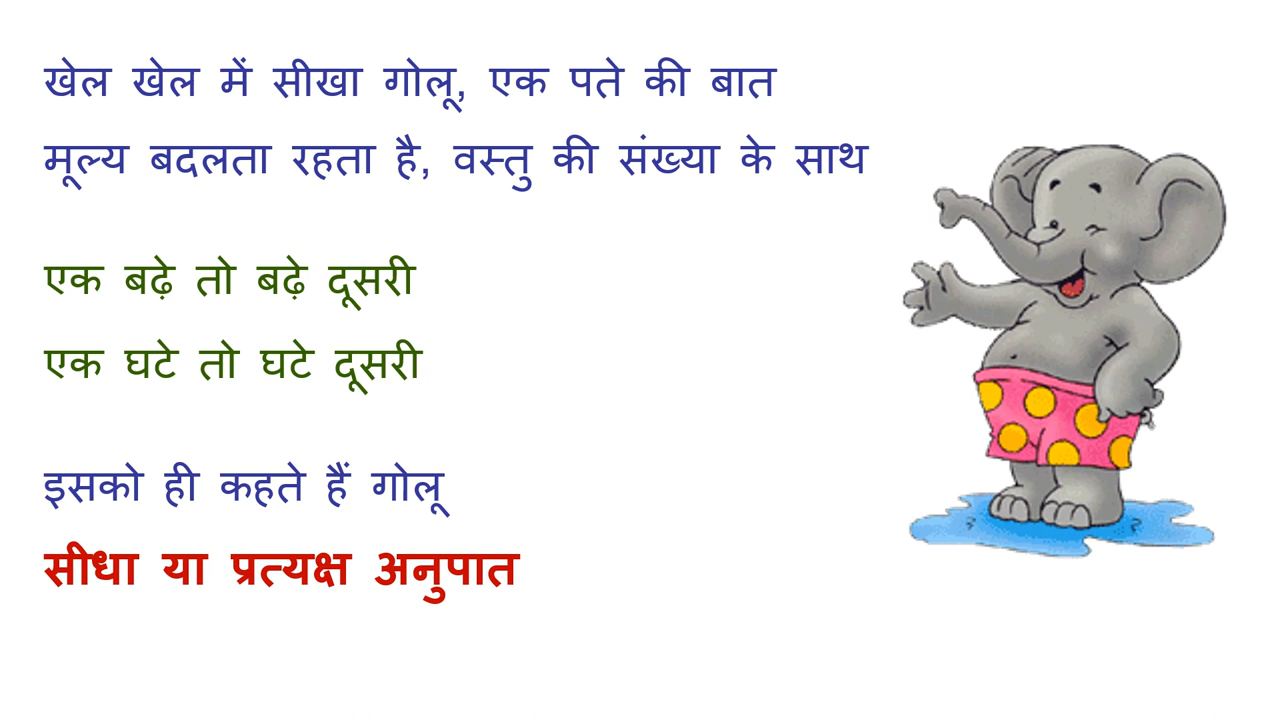 खेल खेल में सीखा गोलू, एक पते की बात
मूल्य बदलता रहता है, वस्तु की संख्या के साथ
एक बढ़े तो बढ़े दूसरी
एक घटे तो घटे दूसरी
इसको ही कहते हैं गोलू
सीधा या प्रत्यक्ष अनुपात